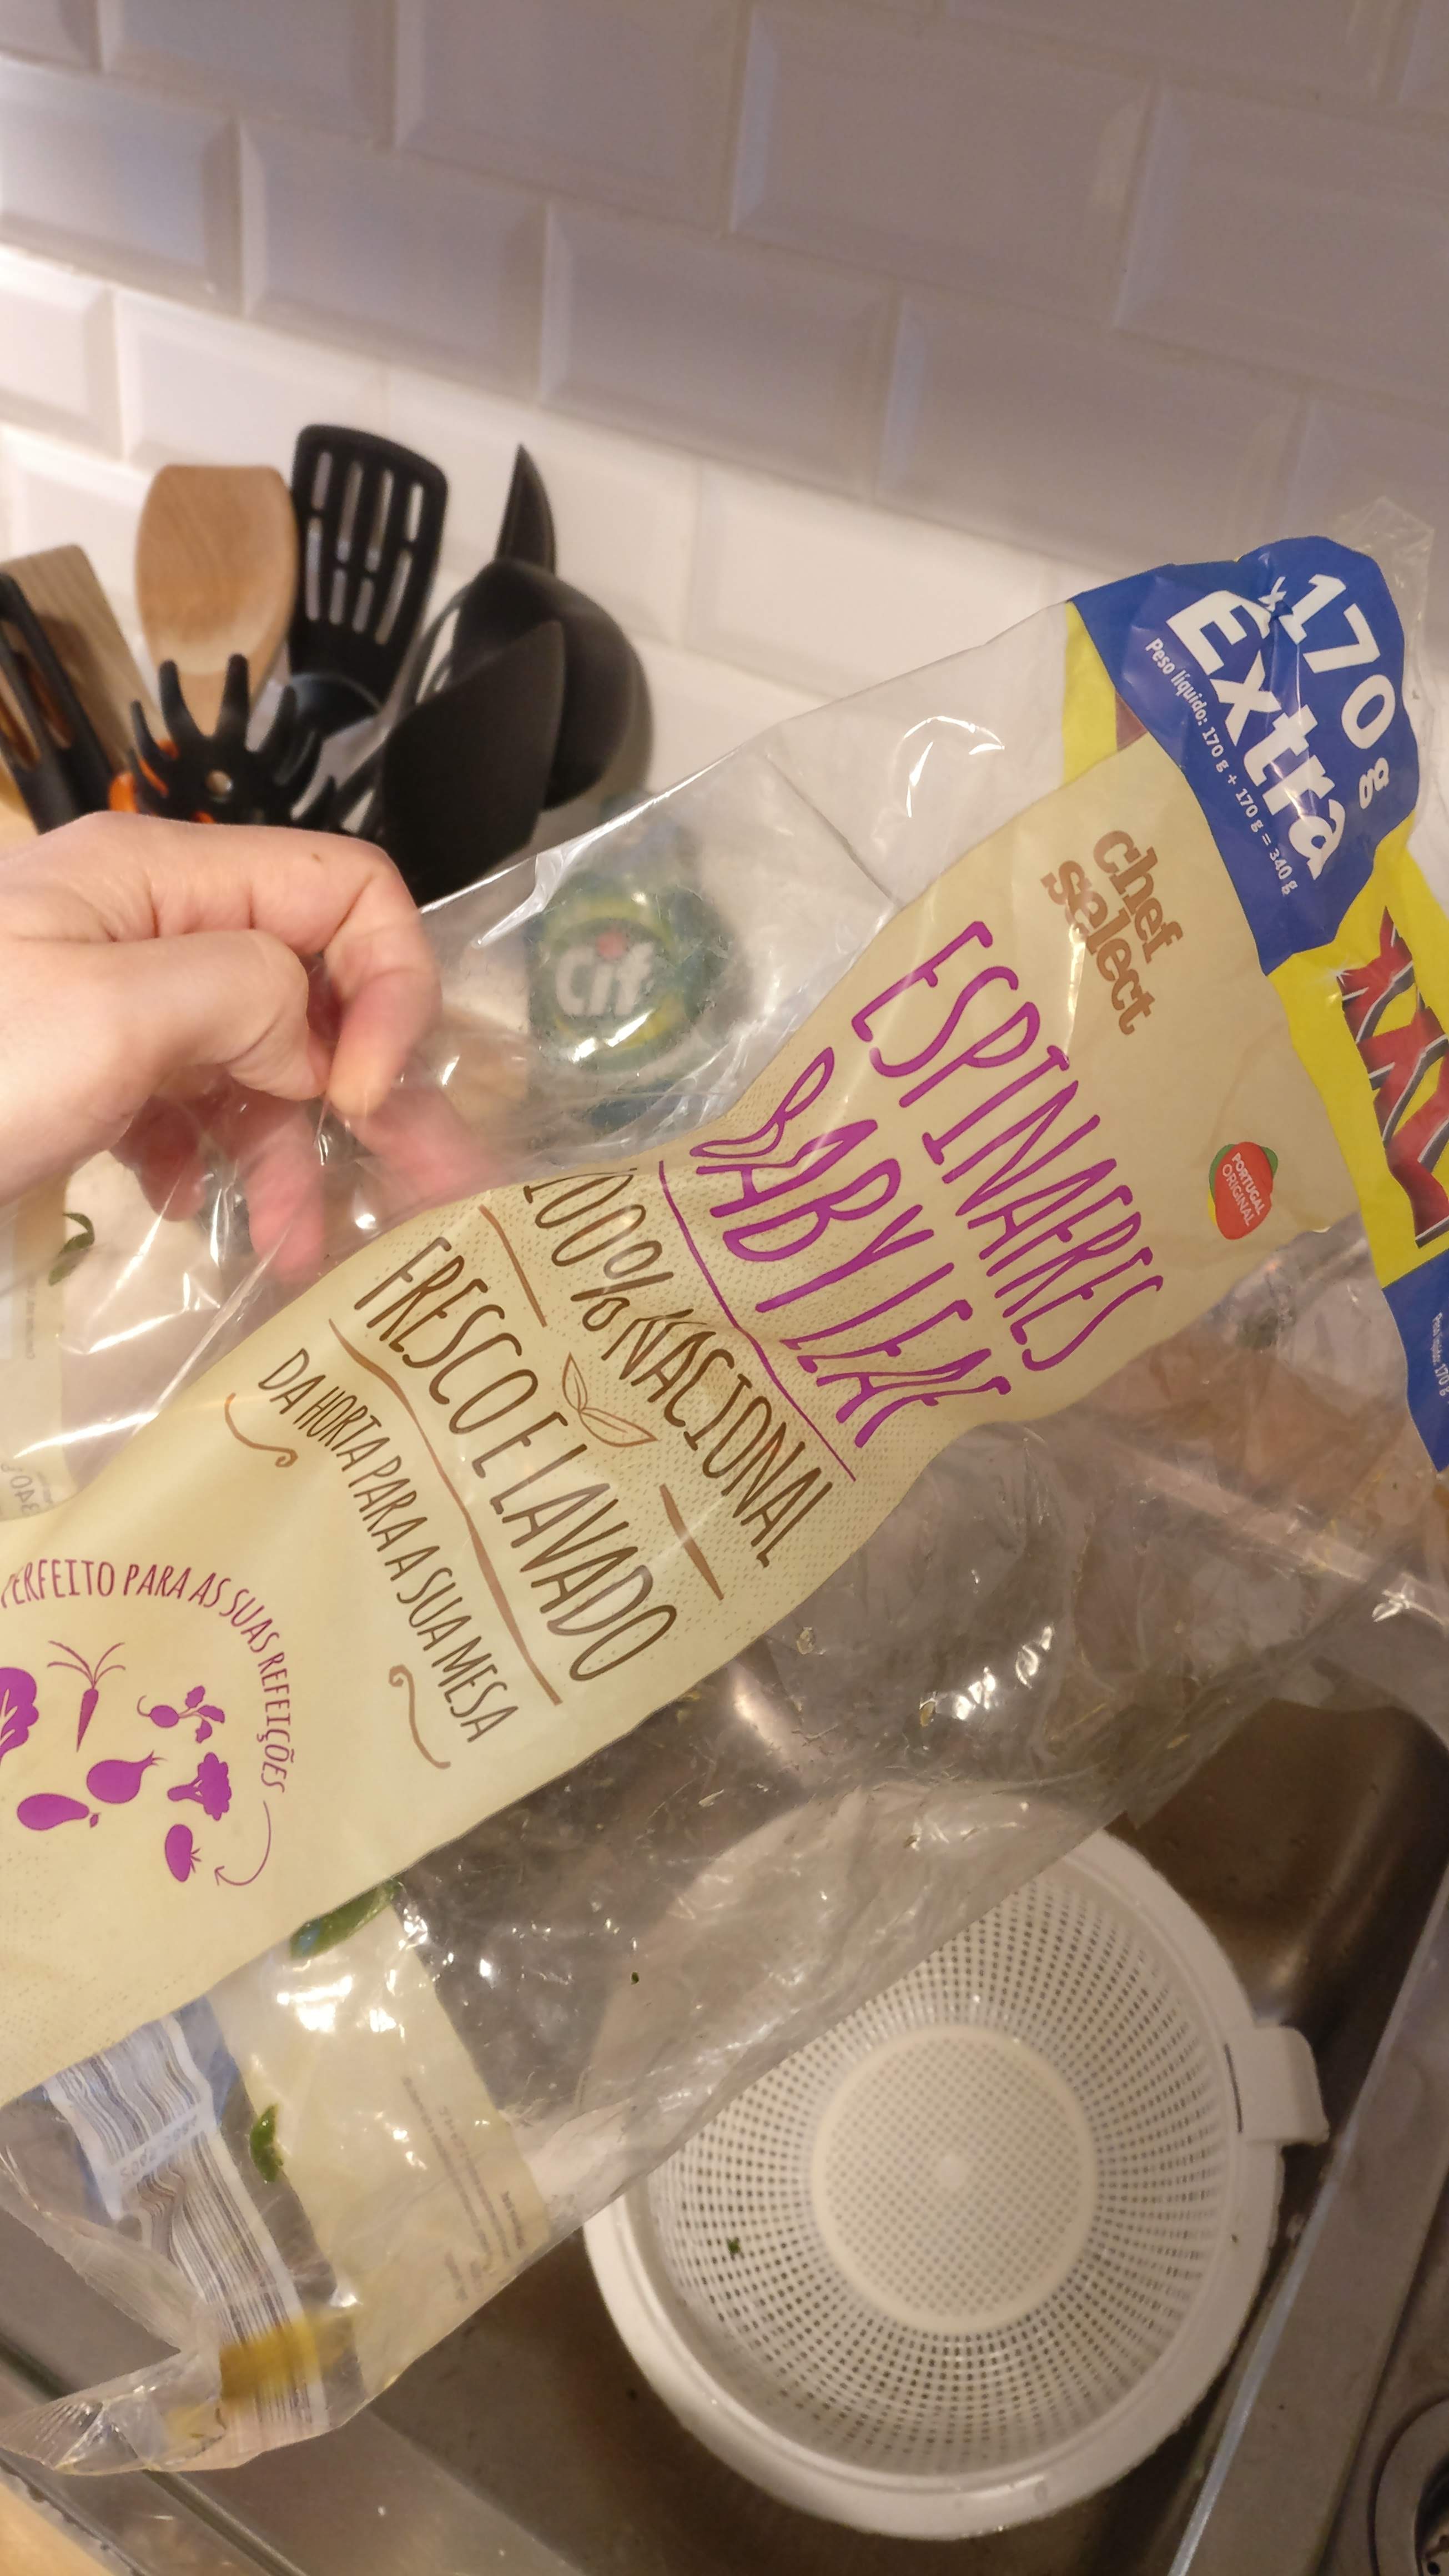 +170 g
Extra
Peso líquido: 170 g + 170 g = 340 g
XXL
chef
select
PORTUGAL
ORIGINAL
ESPINAFRES
BABY LEAF
100% NACIONAL
FRESCO E LAVADO
DA HORTA PARA A SUA MESA
PERFEITO PARA AS SUAS REFEIÇÕES
Cif